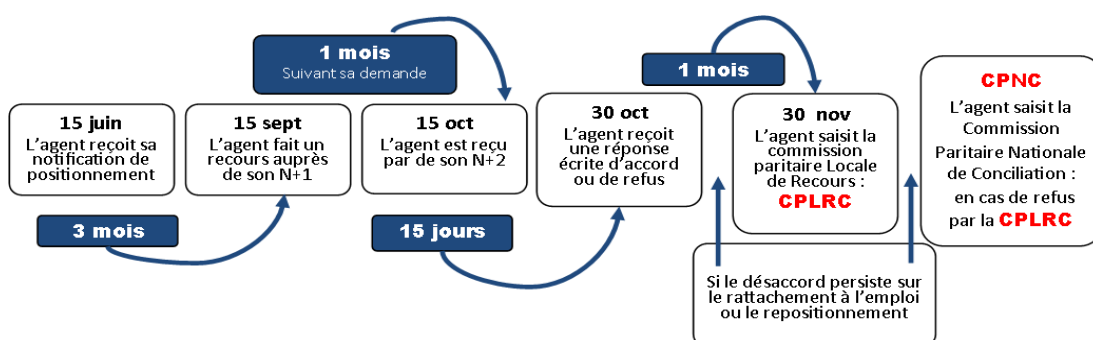 1 mois
Suivant sa demande
1 mois
15 juin
L'agent reçoit sa
notification de
positionnement
15 sept
L'agent fait un
recours auprès
de son N+1
15 oct
L'agent est reçu
par de son N+2
30 oct
L'agent reçoit
une réponse
écrite d'accord
ou de refus
30 nov
L'agent saisit la
commission
paritaire Locale
de Recours :
CPLRC
CPNC
L'agent saisit la
Commission
Paritaire Nationale
de Conciliation :
en cas de refus
par la CPLRC
3 mois
15 jours
Si le désaccord persiste sur
le rattachement à l'emploi
ou le repositionnement